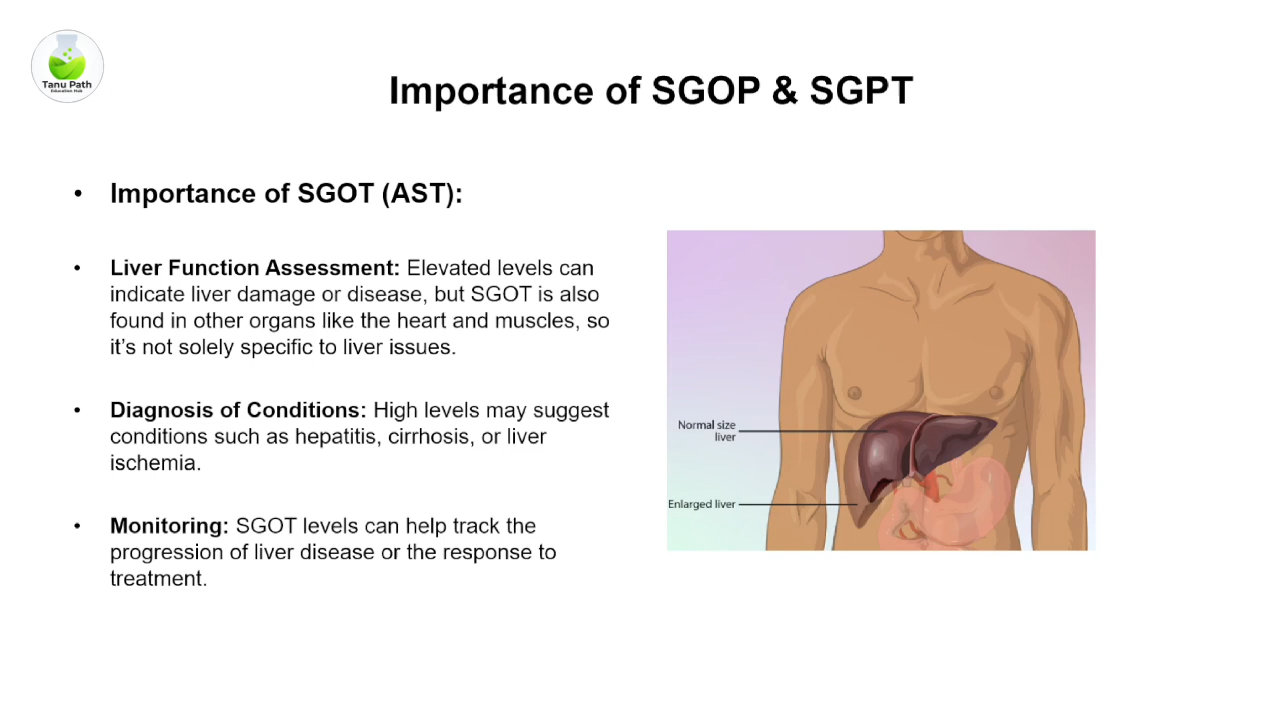 Tanu Path
Education Hub
Importance of SGOP & SGPT
• Importance of SGOT (AST):
• Liver Function Assessment: Elevated levels can
indicate liver damage or disease, but SGOT is also
found in other organs like the heart and muscles, so
it's not solely specific to liver issues.
• Diagnosis of Conditions: High levels may suggest
conditions such as hepatitis, cirrhosis, or liver
ischemia.
• Monitoring: SGOT levels can help track the
progression of liver disease or the response to
treatment.
Normal size
liver
Enlarged liver